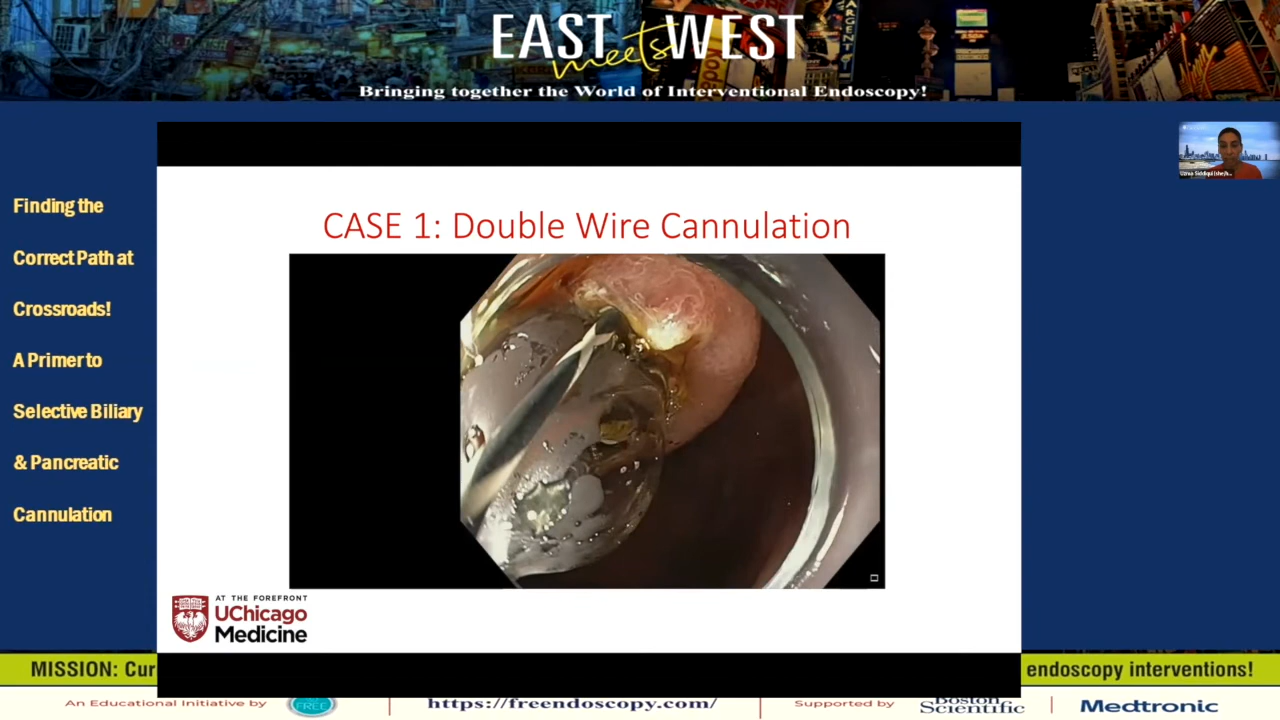 EAST meets WEST
Bringing together the World of Interventional Endoscopy!
Finding the
Correct Path at
Crossroads!
A Primer to
Selective Biliary
& Pancreatic
Cannulation
CASE 1: Double Wire Cannulation
AT THE FOREFRONT
UChicago
Medicine
MISSION: Cur
endoscopy interventions!
An Educational Initiative by
FREE
https://freendoscopy.com/
Supported by
Boston
Scientific
Medtronic